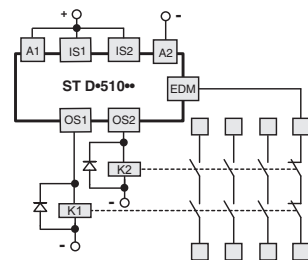 + -
A1 IS1 IS2 A2
ST D•510••
EDM
OS1 OS2
K2
-
K1
-